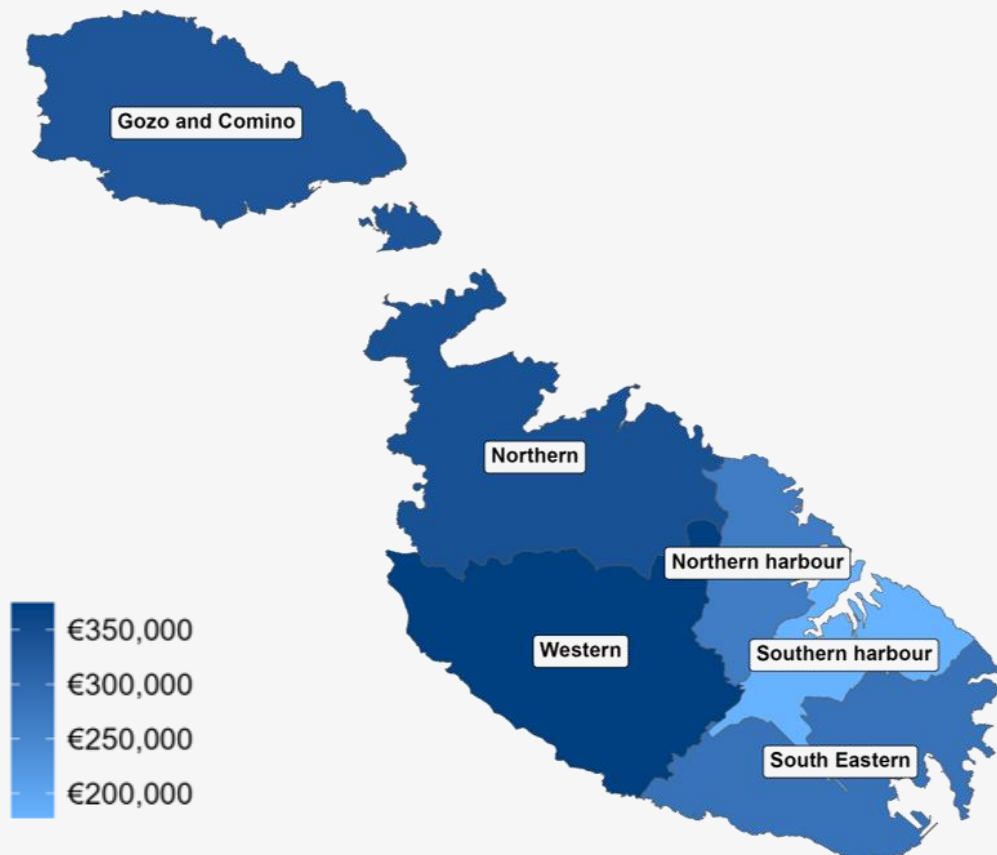 Gozo and Comino
Northern
Northern harbour
Western
Southern harbour
South Eastern
€350,000
€300,000
€250,000
€200,000